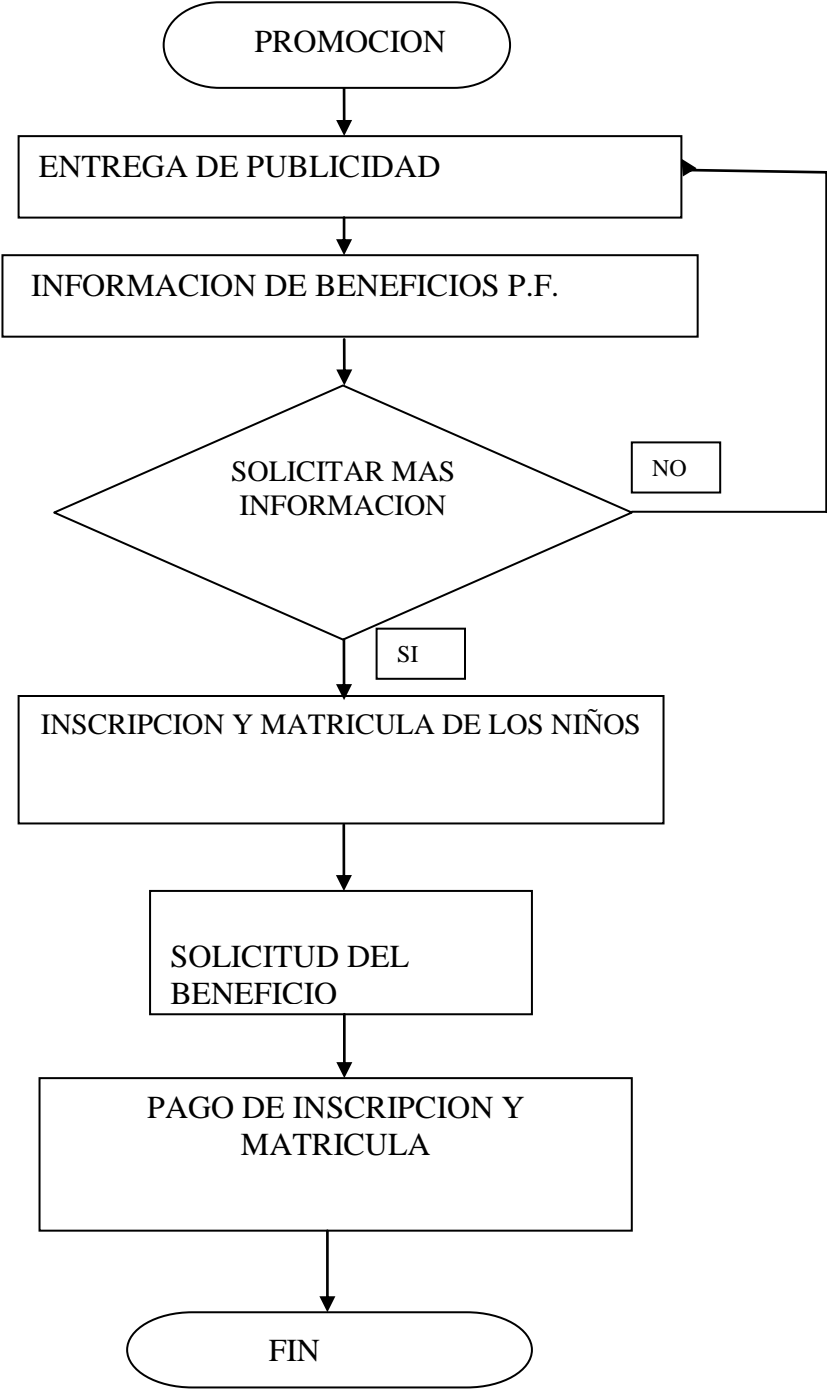 PROMOCION
ENTREGA DE PUBLICIDAD
INFORMACION DE BENEFICIOS P.F.
SOLICITAR MAS
INFORMACION
NO
SI
INSCRIPCION Y MATRICULA DE LOS NIÑOS
SOLICITUD DEL
BENEFICIO
PAGO DE INSCRIPCION Y
MATRICULA
FIN